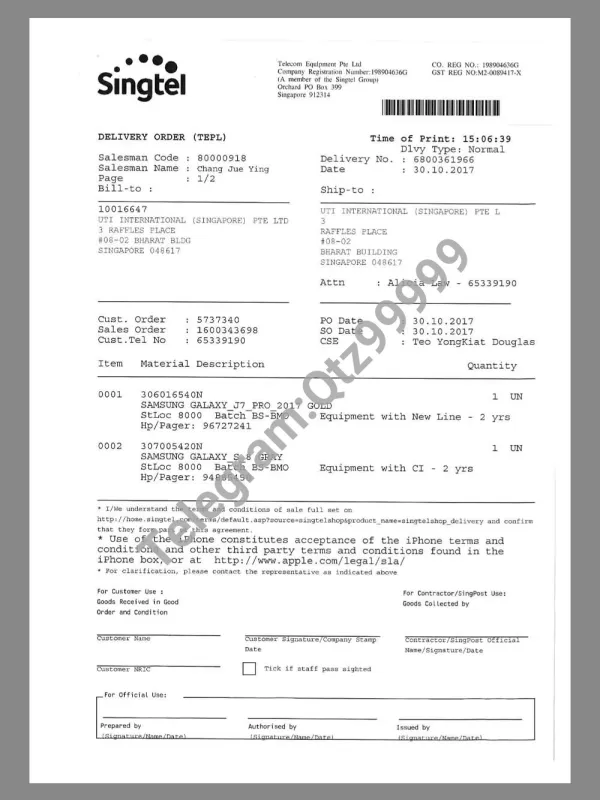 Singtel
Telecom Equipment Pte Ltd
Company Registration Number:198904636G
(A member of the Singtel Group)
Orchard PO Box 399
Singapore 912314
CO. REG NO.: 198904636G
GST REG NO:M2-0089417-X
DELIVERY ORDER (TEPL)
Time of Print: 15:06:39
Dlvy Type: Normal
Salesman Code : 80000918
Delivery No. : 6800361966
Salesman Name : Chang Jue Ying
Date : 30.10.2017
Page : 1/2
Bill-to :
Ship-to :
10016647
UTI INTERNATIONAL (SINGAPORE) PTE LTD
3 RAFFLES PLACE
#08-02 BHARAT BLDG
SINGAPORE 048617
UTI INTERNATIONAL (SINGAPORE) PTE L
3
RAFFLES PLACE
#08-02
BHARAT BUILDING
SINGAPORE 048617
Attn : Alicia Law - 65339190
Cust. Order : 5737340
PO Date : 30.10.2017
Sales Order : 1600343698
SO Date : 30.10.2017
Cust.Tel No : 65339190
CSE : Teo YongKiat Douglas
Item Material Description Quantity
0001 306016540N 1 UN
SAMSUNG GALAXY_J7_PRO_2017 GOLD
StLoc 8000 Batch BS-BMO Equipment with New Line - 2 yrs
Hp/Pager: 96727241
0002 307005420N 1 UN
SAMSUNG GALAXY S 8 GRAY
StLoc 8000 Batch BS-BMO Equipment with CI - 2 yrs
Hp/Pager:
Telegram:Qtz99999
* I/We understand the terms and conditions of sale full set on
http://home.singtel.com/terms/default.asp?source=singtelshop&product_name=singtelshop_delivery and confirm
that they form part of this agreement.
* Use of the iPhone constitutes acceptance of the iPhone terms and
conditions and other third party terms and conditions found in the
iPhone box, or at http://www.apple.com/legal/sla/
* For clarification, please contact the representative as indicated above
For Customer Use :
Goods Received in Good
Order and Condition
For Contractor/SingPost Use:
Goods Collected by
Customer Name
Customer Signature/Company Stamp
Date
Contractor/SingPost Official
Name/Signature/Date
Customer NRIC
Tick if staff pass sighted
For Official Use:
Prepared by
(Signature/Name/Date)
Authorised by
(Signature/Name/Date)
Issued by
(Signature/Name/Date)